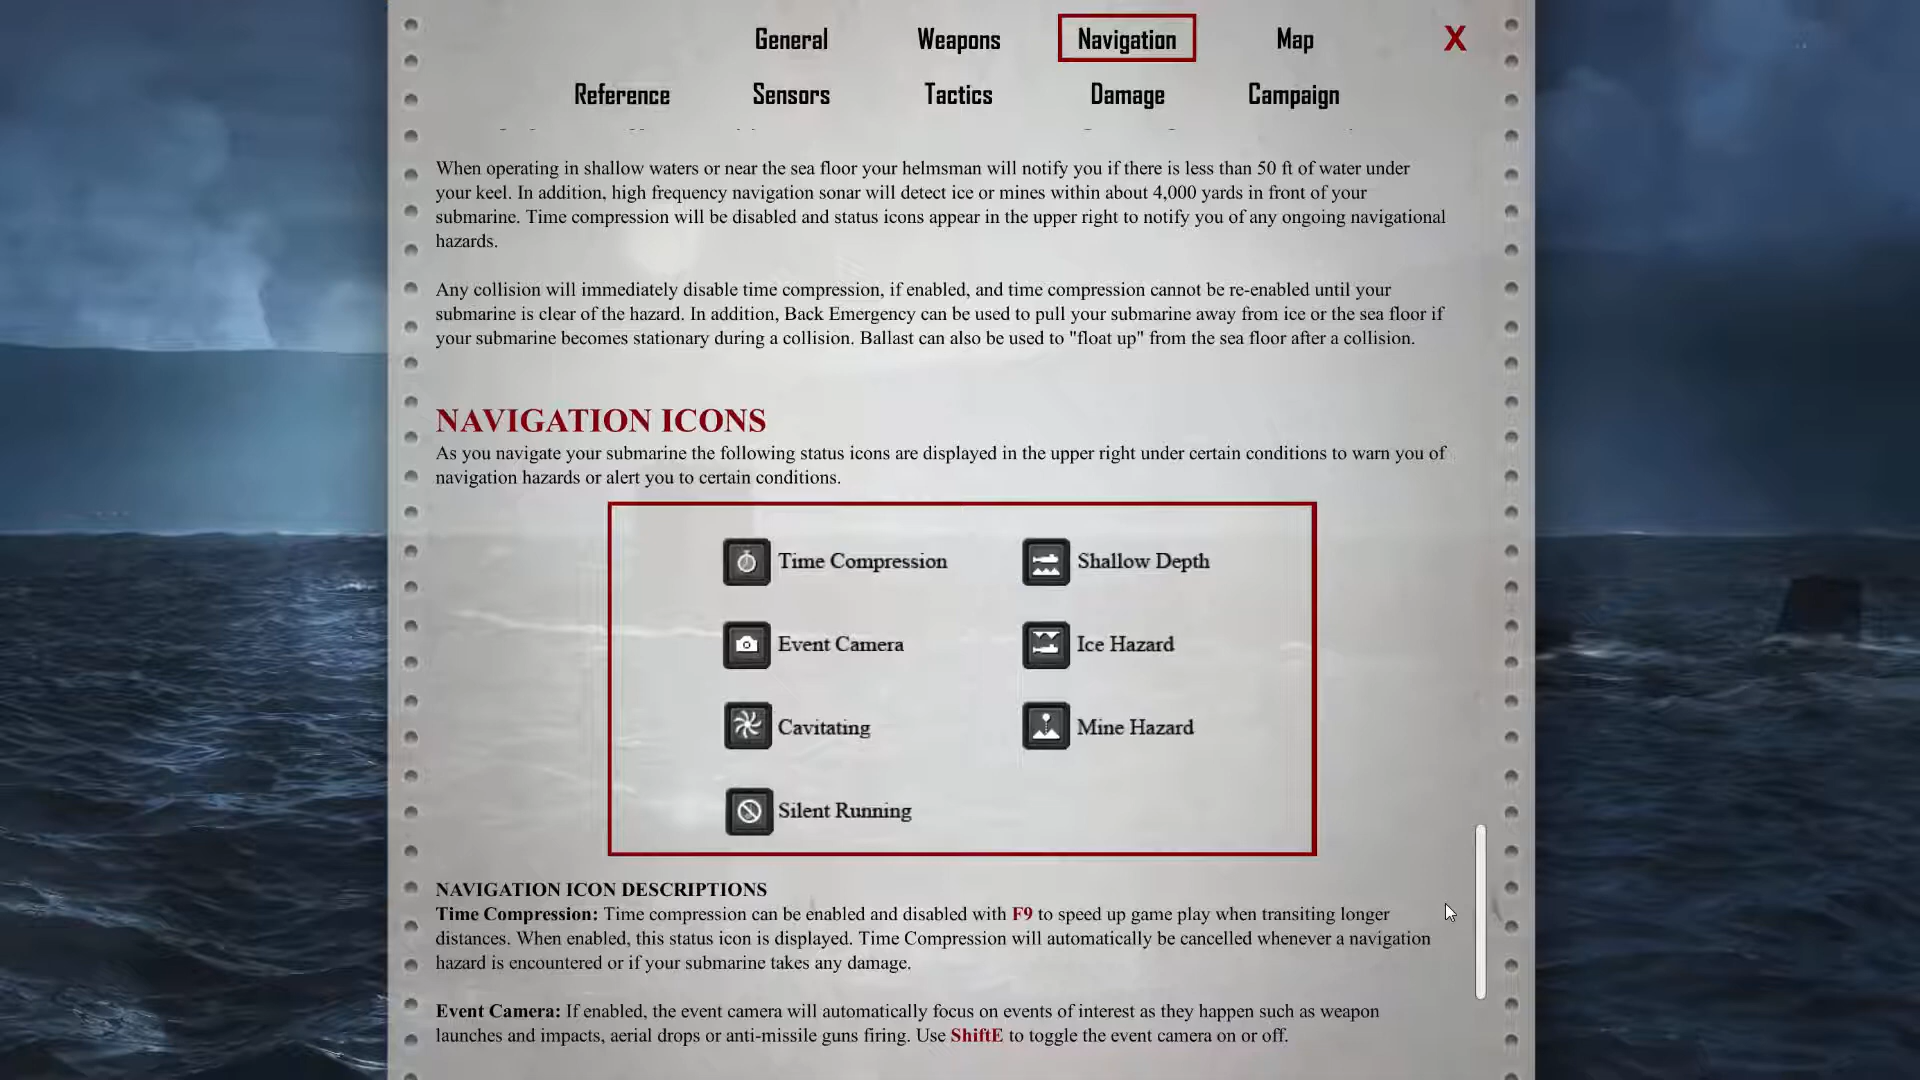 General Weapons Navigation Map X
Reference Sensors Tactics Damage Campaign
When operating in shallow waters or near the sea floor your helmsman will notify you if there is less than 50 ft of water under
your keel. In addition, high frequency navigation sonar will detect ice or mines within about 4,000 yards in front of your
submarine. Time compression will be disabled and status icons appear in the upper right to notify you of any ongoing navigational
hazards.
Any collision will immediately disable time compression, if enabled, and time compression cannot be re-enabled until your
submarine is clear of the hazard. In addition, Back Emergency can be used to pull your submarine away from ice or the sea floor if
your submarine becomes stationary during a collision. Ballast can also be used to "float up" from the sea floor after a collision.
NAVIGATION ICONS
As you navigate your submarine the following status icons are displayed in the upper right under certain conditions to warn you of
navigation hazards or alert you to certain conditions.
Time Compression Shallow Depth
Event Camera Ice Hazard
Cavitating Mine Hazard
Silent Running
NAVIGATION ICON DESCRIPTIONS
Time Compression: Time compression can be enabled and disabled with F9 to speed up game play when transiting longer
distances. When enabled, this status icon is displayed. Time Compression will automatically be cancelled whenever a navigation
hazard is encountered or if your submarine takes any damage.
Event Camera: If enabled, the event camera will automatically focus on events of interest as they happen such as weapon
launches and impacts, aerial drops or anti-missile guns firing. Use ShiftE to toggle the event camera on or off.